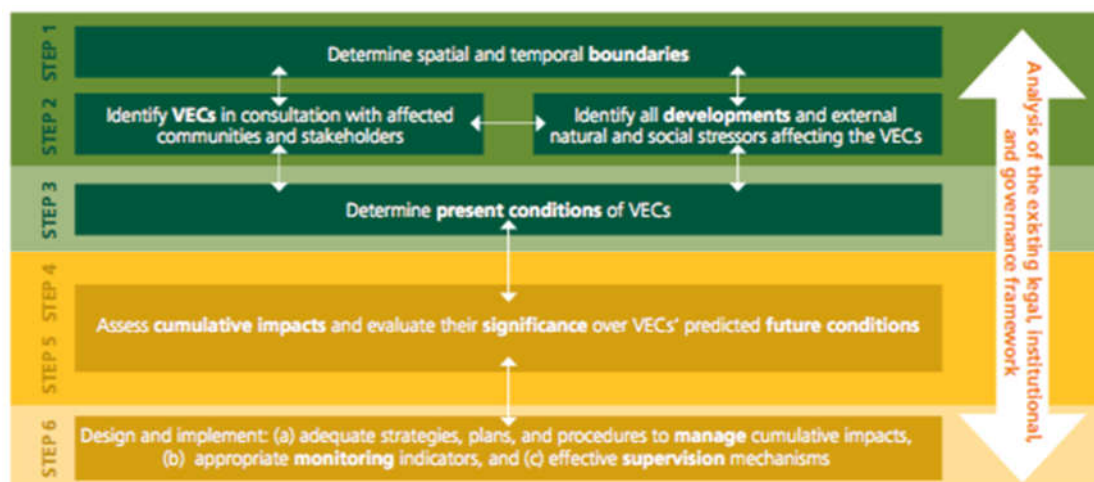 STEP 1
Determine spatial and temporal boundaries
STEP 2
Identify VECs in consultation with affected
communities and stakeholders
Identify all developments and external
natural and social stressors affecting the VECs
STEP 3
Determine present conditions of VECs
STEP 4
STEP 5
Assess cumulative impacts and evaluate their significance over VECs' predicted future conditions
STEP 6
Design and implement: (a) adequate strategies, plans, and procedures to manage cumulative impacts,
(b) appropriate monitoring indicators, and (c) effective supervision mechanisms
Analysis of the existing legal, institutional,
and governance framework